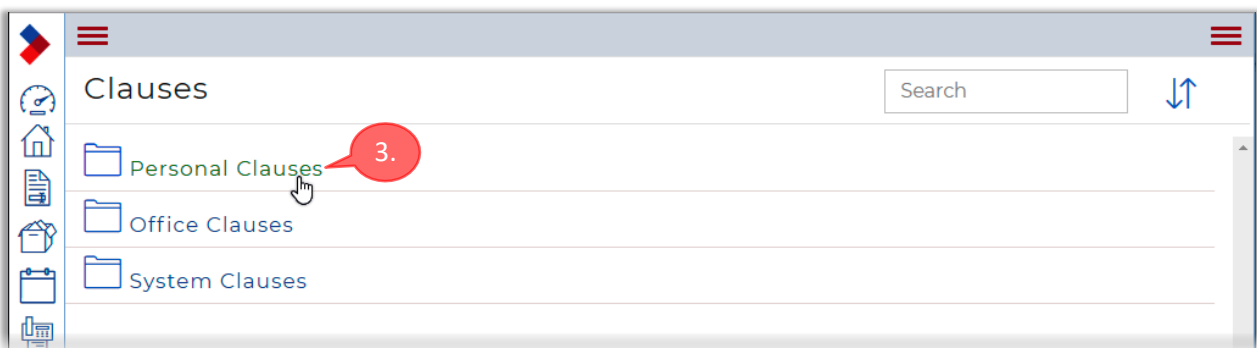 Clauses
Search
Personal Clauses
3.
Office Clauses
System Clauses